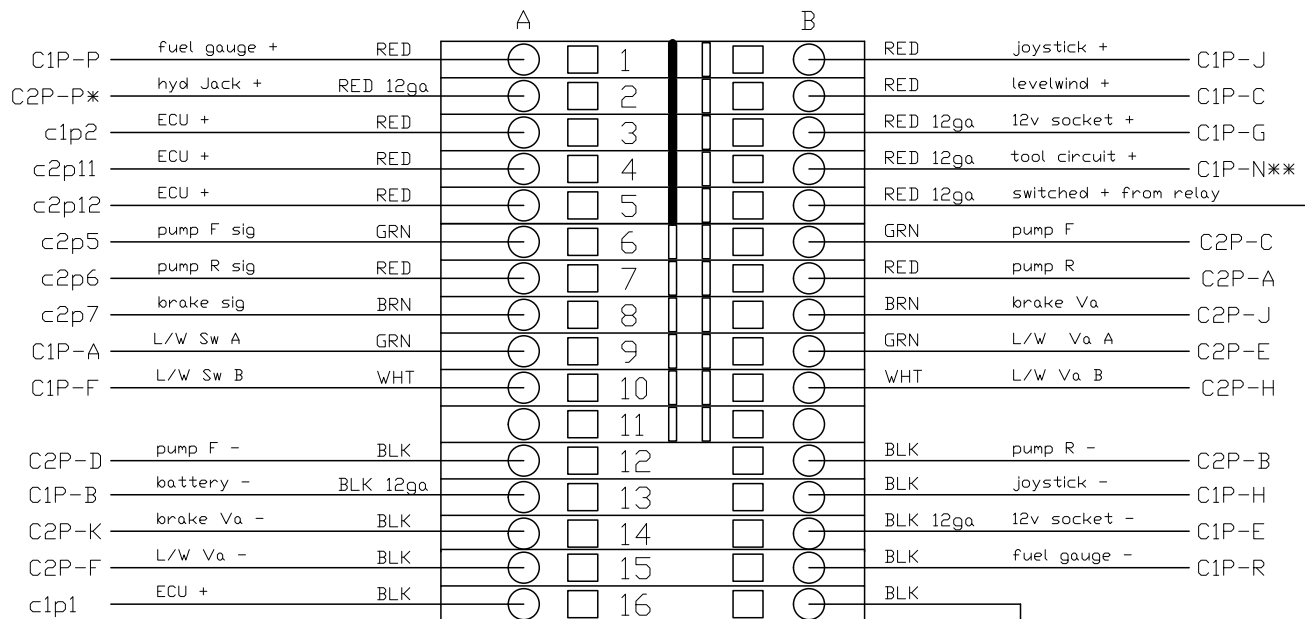 A B
C1P-P fuel gauge + RED 1 RED joystick + C1P-J
C2P-P* hyd Jack + RED 12ga 2 RED levelwind + C1P-C
c1p2 ECU + RED 3 RED 12ga 12v socket + C1P-G
c2p11 ECU + RED 4 RED 12ga tool circuit + C1P-N**
c2p12 ECU + RED 5 RED 12ga switched + from relay
c2p5 pump F sig GRN 6 GRN pump F C2P-C
c2p6 pump R sig RED 7 RED pump R C2P-A
c2p7 brake sig BRN 8 BRN brake Va C2P-J
C1P-A L/W Sw A GRN 9 GRN L/W Va A C2P-E
C1P-F L/W Sw B WHT 10 WHT L/W Va B C2P-H
11
C2P-D pump F - BLK 12 BLK pump R - C2P-B
C1P-B battery - BLK 12ga 13 BLK joystick - C1P-H
C2P-K brake Va - BLK 14 BLK 12ga 12v socket - C1P-E
C2P-F L/W Va - BLK 15 BLK fuel gauge - C1P-R
c1p1 ECU + BLK 16 BLK